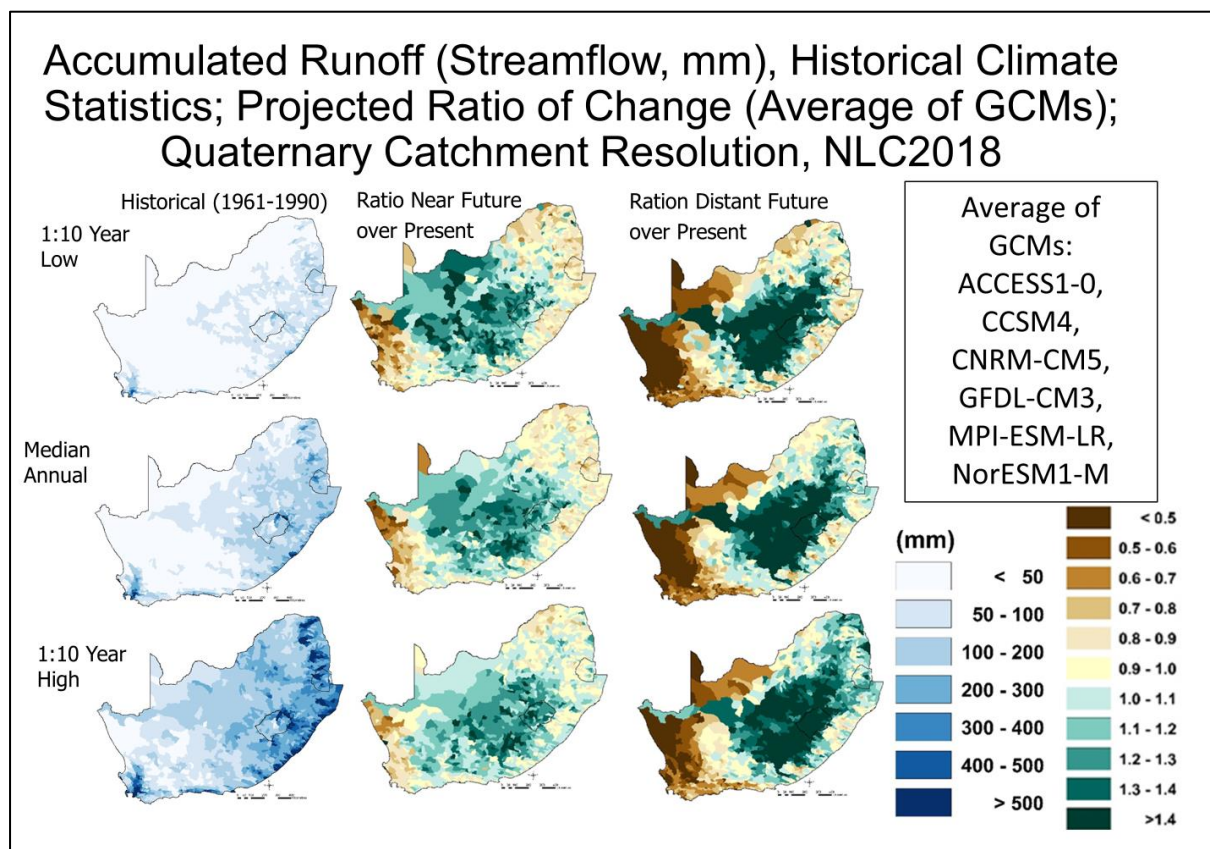 Accumulated Runoff (Streamflow, mm), Historical Climate
Statistics; Projected Ratio of Change (Average of GCMs);
Quaternary Catchment Resolution, NLC2018
Historical (1961-1990)
Ratio Near Future
over Present
Ration Distant Future
over Present
1:10 Year
Low
Median
Annual
1:10 Year
High
Average of
GCMs:
ACCESS1-0,
CCSM4,
CNRM-CM5,
GFDL-CM3,
MPI-ESM-LR,
NorESM1-M
(mm)
< 50
50 - 100
100 - 200
200 - 300
300 - 400
400 - 500
> 500
< 0.5
0.5 - 0.6
0.6 - 0.7
0.7 - 0.8
0.8 - 0.9
0.9 - 1.0
1.0 - 1.1
1.1 - 1.2
1.2 - 1.3
1.3 - 1.4
>1.4